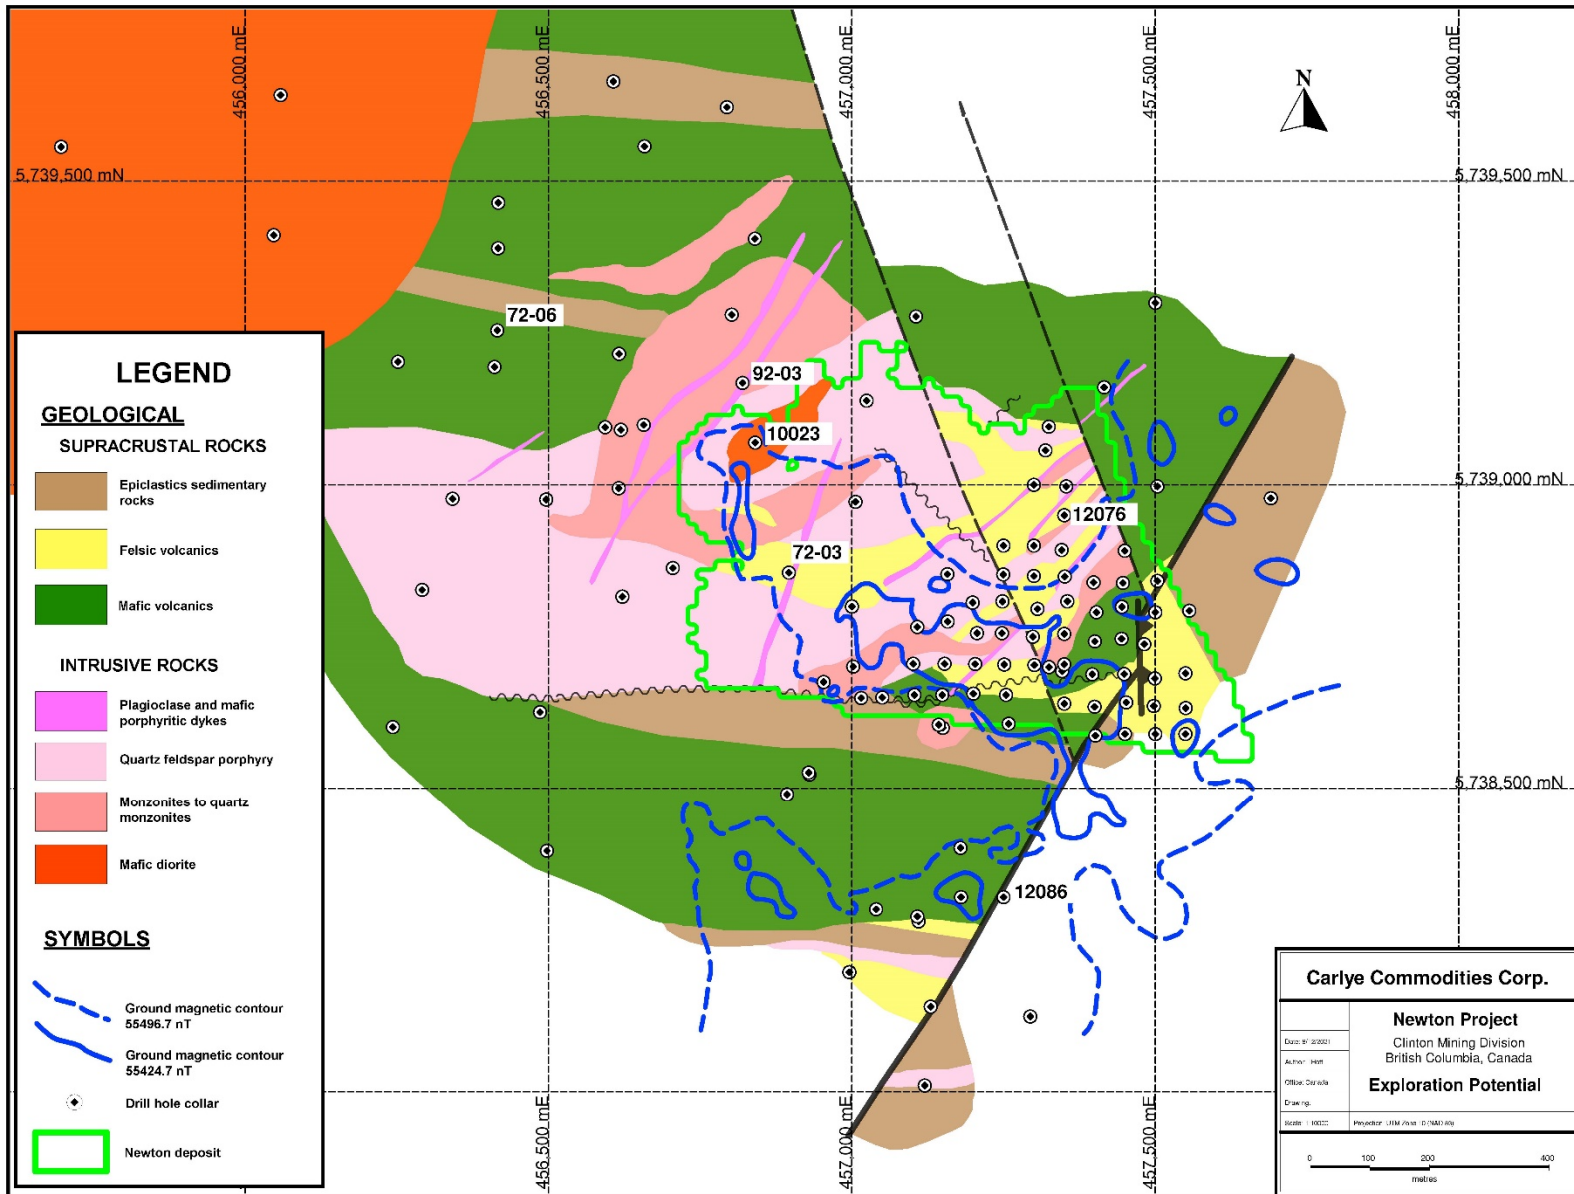 456,000 mE
456,500 mE
457,000 mE
457,500 mE
458,000 mE
N
5,739,500 mN
5,739,500 mN
72-06
92-03
10023
12076
72-03
5,739,000 mN
5,738,500 mN
12086
456,500 mE
457,000 mE
457,500 mE
LEGEND
GEOLOGICAL
SUPRACRUSTAL ROCKS
Epiclastics sedimentary
rocks
Felsic volcanics
Mafic volcanics
INTRUSIVE ROCKS
Plagioclase and mafic
porphyritic dykes
Quartz feldspar porphyry
Monzonites to quartz
monzonites
Mafic diorite
SYMBOLS
Ground magnetic contour
55496.7 nT
Ground magnetic contour
55424.7 nT
Drill hole collar
Newton deposit
Carlye Commodities Corp.
Newton Project
Clinton Mining Division
British Columbia, Canada
Exploration Potential
Office: Canada
Drawing:
0 100 200 400
metres